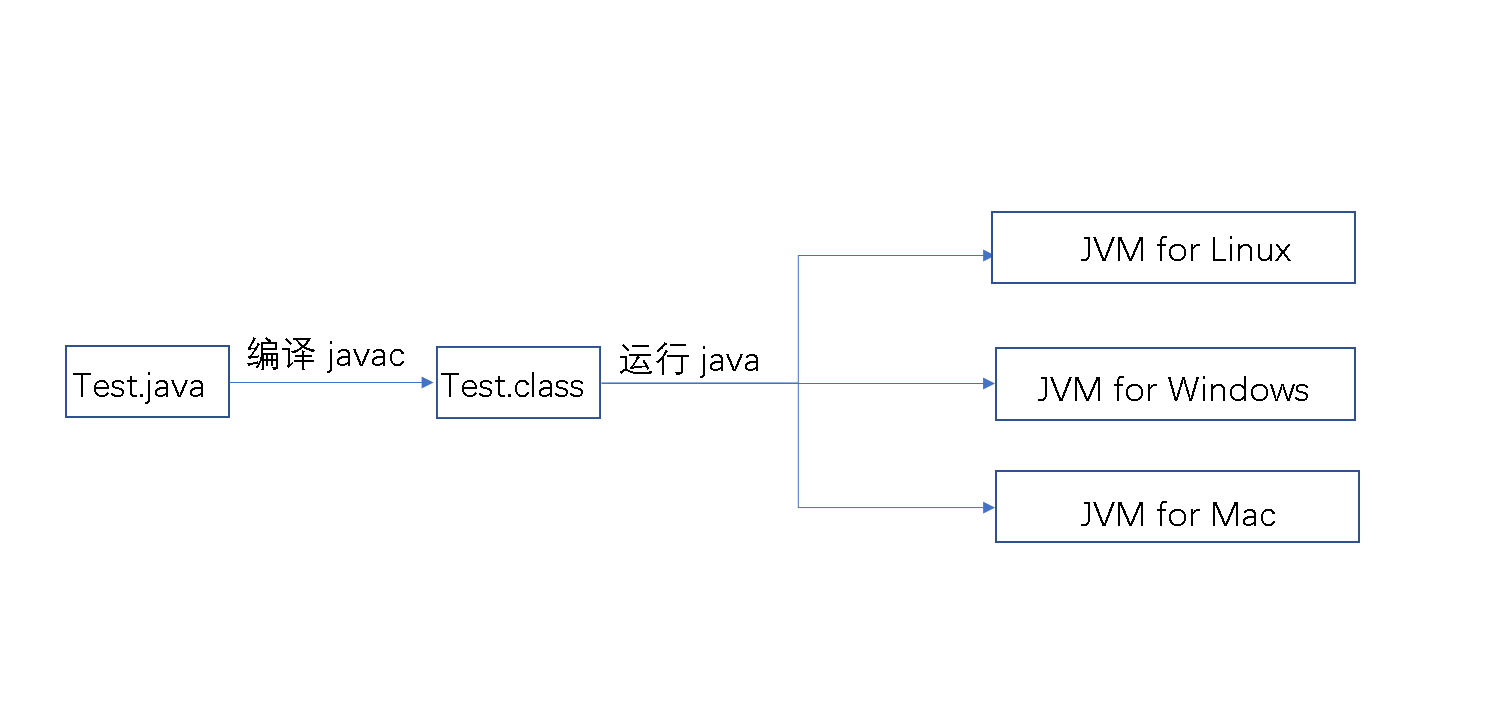 Test.java
编译 javac
Test.class
运行 java
JVM for Linux
JVM for Windows
JVM for Mac